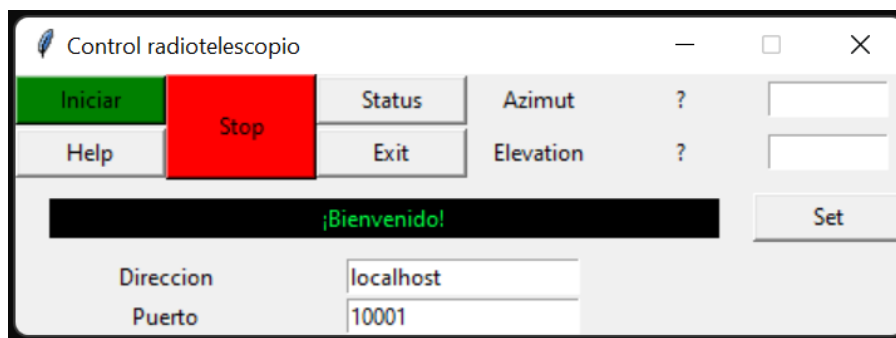 Control radiotelescopio
Iniciar Stop Status Azimut ?
Help Exit Elevation ?
¡Bienvenido! Set
Direccion localhost
Puerto 10001